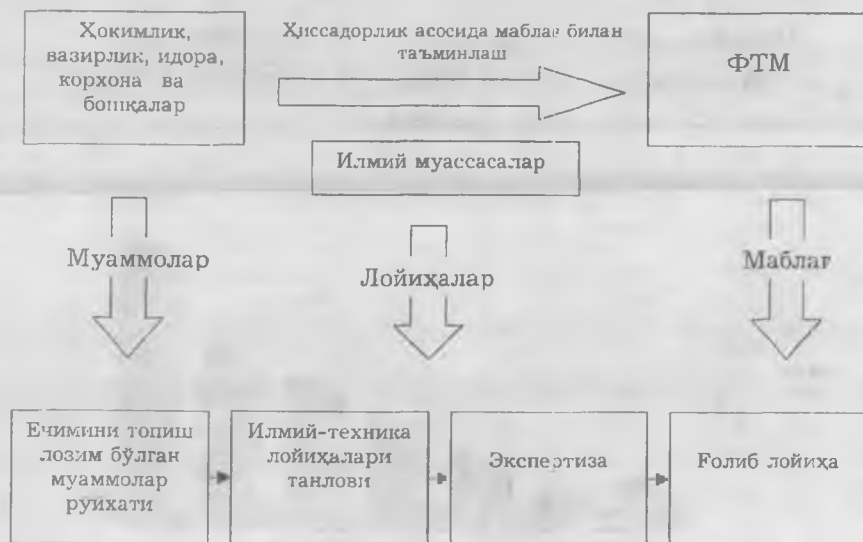 Ҳокимлик,
вазирлик, идора,
корхона ва
бошқалар
Ҳиссадорлик асосида маблағ билан
таъминлаш
ФТМ
Илмий муассасалар
Муаммолар
Лойиҳалар
Маблағ
Ечимини топиш
лозим бўлган
муаммолар
руйхати
Илмий-техника
лойиҳалари
танлови
Экспертиза
Ғолиб лойиҳа